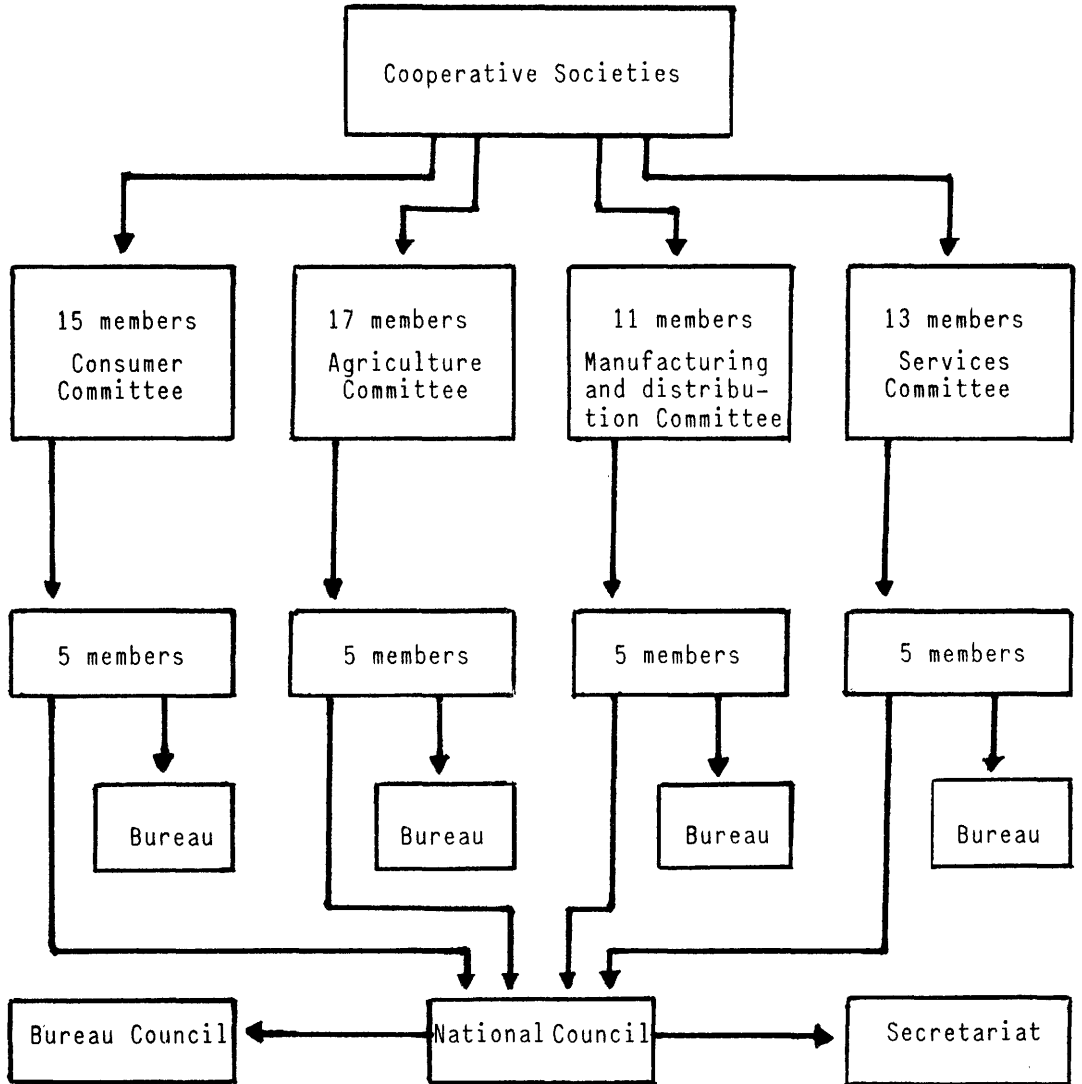 Cooperative Societies
15 members
Consumer
Committee
17 members
Agriculture
Committee
11 members
Manufacturing
and distribu-
tion Committee
13 members
Services
Committee
5 members
5 members
5 members
5 members
Bureau
Bureau
Bureau
Bureau
Bureau Council
National Council
Secretariat